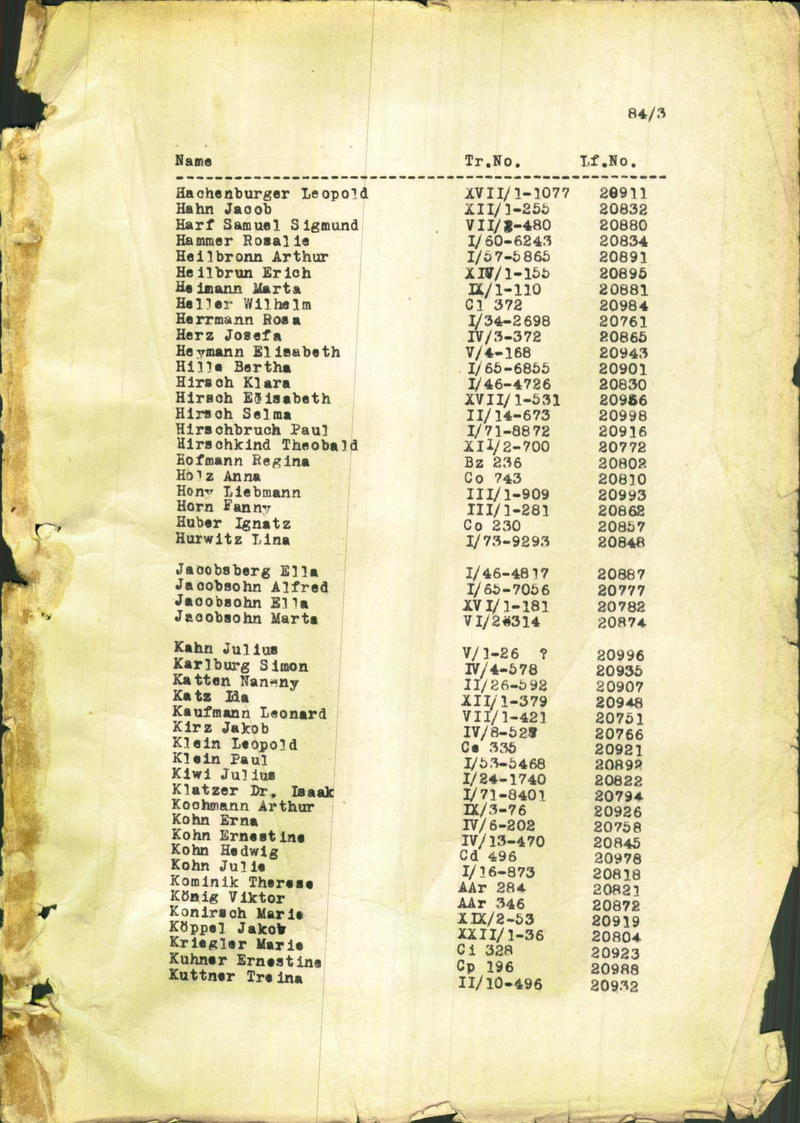 84/3
Name Tr.No. Lf.No.
Hachenburger Leopold XVII/1-1077 20911
Hahn Jacob XII/1-255 20832
Harf Samuel Sigmund VII/2-480 20880
Hammer Rosalie I/60-6243 20834
Heilbronn Arthur I/57-5865 20891
Heilbrun Erich XIV/1-155 20895
Heimann Marta IX/1-110 20881
Heller Wilhelm Cl 372 20984
Herrmann Rosa I/34-2698 20761
Herz Josefa IV/3-372 20865
Heymann Elisabeth V/4-168 20943
Hille Bertha I/65-6855 20901
Hirsch Klara I/46-4726 20830
Hirsch Elisabeth XVII/1-531 20966
Hirsch Selma II/14-673 20998
Hirschbruch Paul I/71-8872 20916
Hirschkind Theobald XII/2-700 20772
Hofmann Regina Bz 236 20802
Holz Anna Co 743 20810
Hony Liebmann III/1-909 20993
Horn Fanny III/1-281 20862
Huber Ignatz Co 230 20857
Hurwitz Lina I/73-9293 20848
Jacobsberg Ella I/46-4817 20887
Jacobsohn Alfred I/65-7056 20777
Jacobsohn Ella XVI/1-181 20782
Jacobsohn Marta VI/2-314 20874
Kahn Julius V/1-26 ? 20996
Karlburg Simon IV/4-578 20935
Katten Nanny II/26-592 20907
Katz Ida XII/1-379 20948
Kaufmann Leonard VII/1-421 20751
Kirz Jakob IV/8-527 20766
Klein Leopold Ce 335 20921
Klein Paul I/53-5468 20892
Kiwi Julius I/24-1740 20822
Klatzer Dr. Isaak I/71-8401 20794
Kochmann Arthur IX/3-76 20926
Kohn Erna IV/6-202 20758
Kohn Ernestine IV/13-470 20845
Kohn Hedwig Cd 496 20978
Kohn Julie I/16-873 20818
Kominik Therese AAr 284 20821
König Viktor AAr 346 20872
Konirsch Marie XIX/2-53 20919
Köppel Jakob XXII/1-36 20804
Kriegler Marie Ci 328 20923
Kuhner Ernestine Cp 196 20988
Kuttner Treina II/10-496 20932